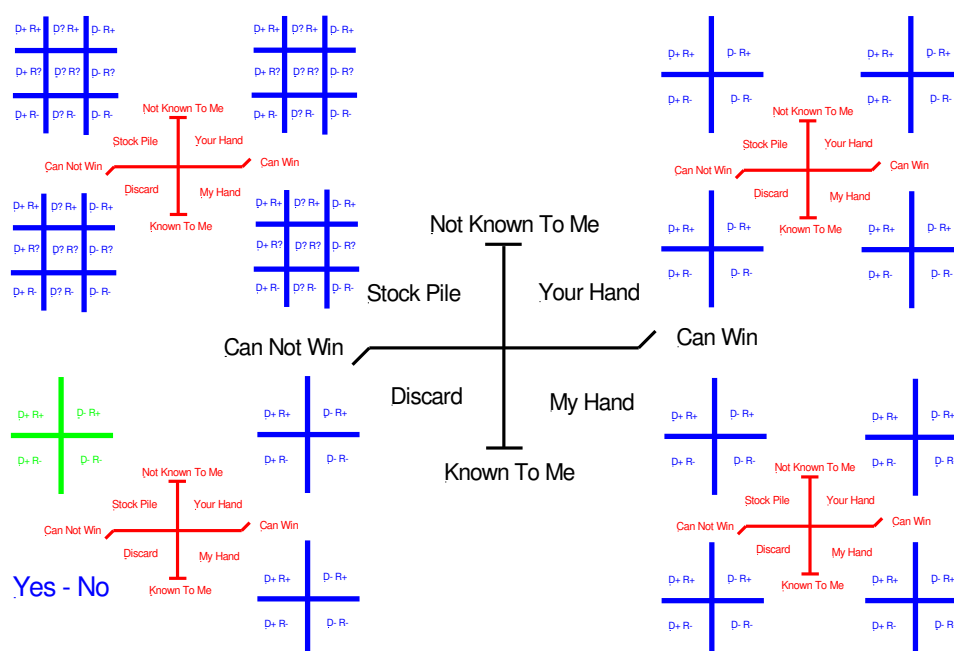 D+ R+ D? R+ D- R+
D+ R? D? R? D- R?
D+ R- D? R- D- R-
D+ R+ D? R+ D- R+
D+ R? D? R? D- R?
D+ R- D? R- D- R-
Not Known To Me
Stock Pile Your Hand
Can Not Win Can Win
Discard My Hand
Known To Me
D+ R+ D? R+ D- R+
D+ R? D? R? D- R?
D+ R- D? R- D- R-
D+ R+ D? R+ D- R+
D+ R? D? R? D- R?
D+ R- D? R- D- R-
D+ R+ D- R+
D+ R- D- R-
D+ R+ D- R+
D+ R- D- R-
Not Known To Me
Stock Pile Your Hand
Can Not Win Can Win
Discard My Hand
Known To Me
D+ R+ D- R+
D+ R- D- R-
D+ R+ D- R+
D+ R- D- R-
Not Known To Me
Stock Pile Your Hand
Can Not Win Can Win
Discard My Hand
Known To Me
D+ R+ D- R+
D+ R- D- R-
D+ R+ D- R+
D+ R- D- R-
Not Known To Me
Stock Pile Your Hand
Can Not Win Can Win
Discard My Hand
Known To Me
Yes - No
D+ R+ D- R+
D+ R- D- R-
D+ R+ D- R+
D+ R- D- R-
D+ R+ D- R+
D+ R- D- R-
Not Known To Me
Stock Pile Your Hand
Can Not Win Can Win
Discard My Hand
Known To Me
D+ R+ D- R+
D+ R- D- R-
D+ R+ D- R+
D+ R- D- R-